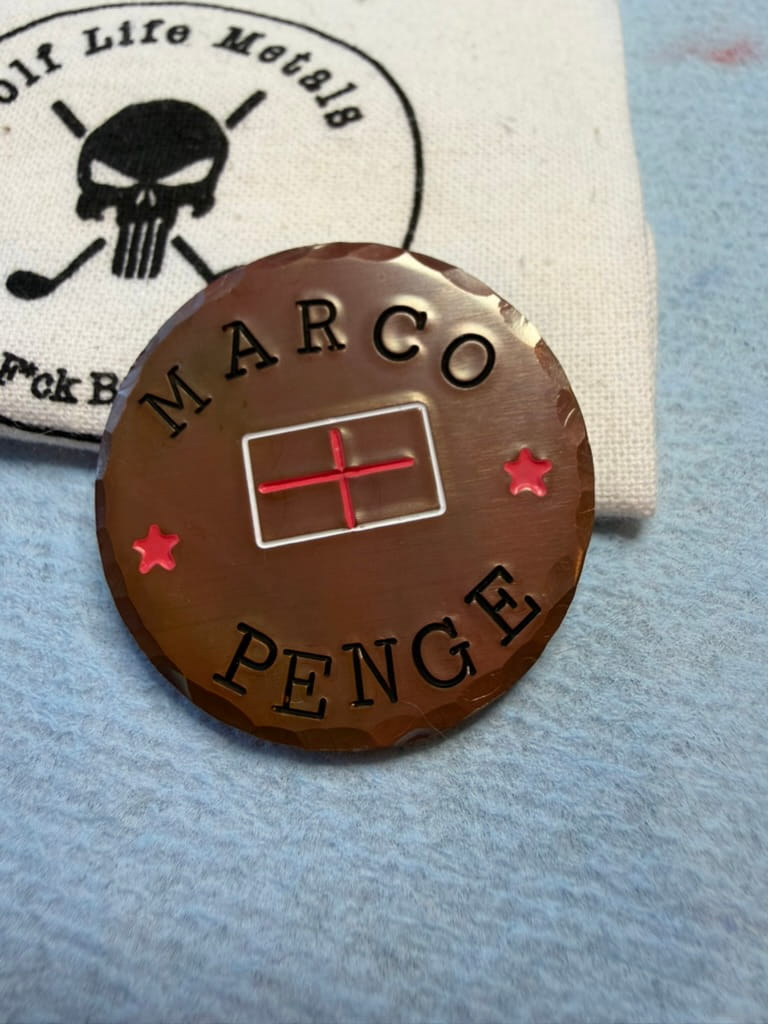 olf Life Metals
F*ck B
MARCO
PENGE